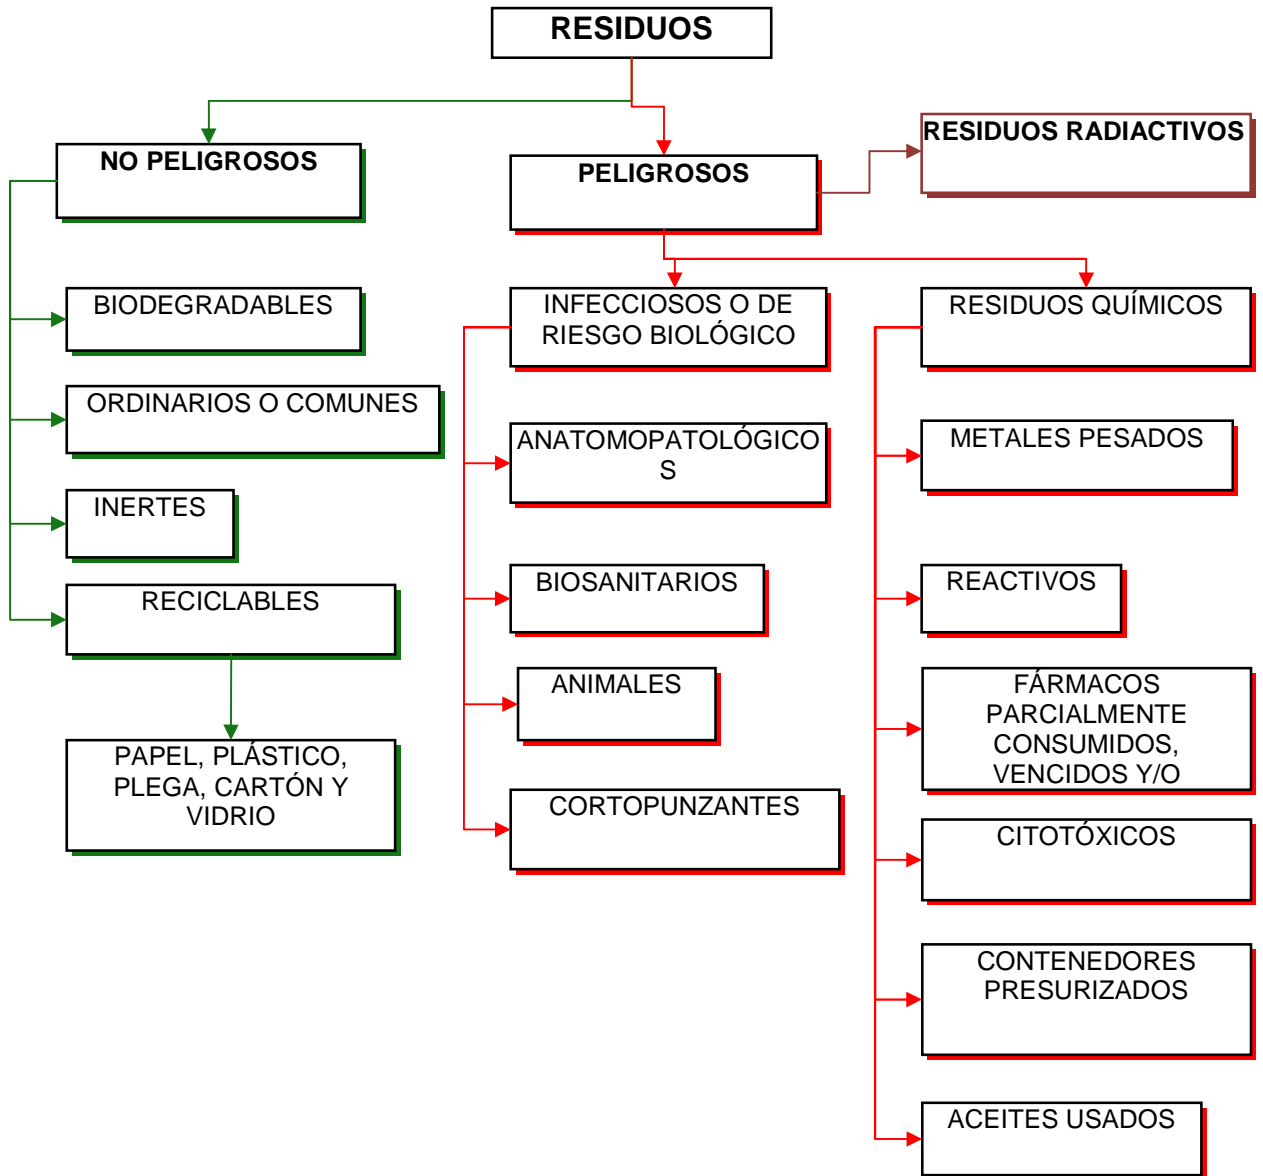 RESIDUOS
NO PELIGROSOS
PELIGROSOS
RESIDUOS RADIACTIVOS
BIODEGRADABLES
ORDINARIOS O COMUNES
INERTES
RECICLABLES
PAPEL, PLÁSTICO,
PLEGA, CARTÓN Y
VIDRIO
INFECCIOSOS O DE
RIESGO BIOLÓGICO
ANATOMOPATOLÓGICO
S
BIOSANITARIOS
ANIMALES
CORTOPUNZANTES
RESIDUOS QUÍMICOS
METALES PESADOS
REACTIVOS
FÁRMACOS
PARCIALMENTE
CONSUMIDOS,
VENCIDOS Y/O
CITOTÓXICOS
CONTENEDORES
PRESURIZADOS
ACEITES USADOS